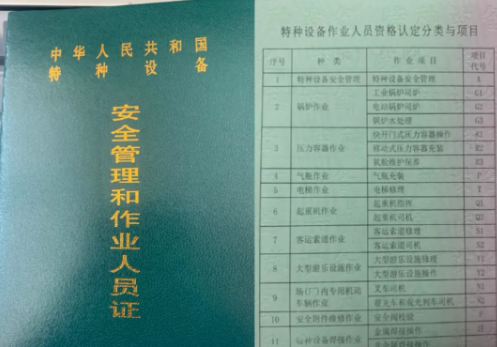 中华人民共和国
特种设备
安全管理和作业人员证
特种设备作业人员资格认定分类与项目
序号 种类 作业项目 项目代号
1 特种设备安全管理 特种设备安全管理 A
2 锅炉作业 工业锅炉司炉 G1
电站锅炉司炉 G2
锅炉水处理 G3
3 压力容器作业 快开门式压力容器操作 R1
移动式压力容器充装 R2
氧舱维护保养 R3
4 气瓶作业 气瓶充装 P
5 电梯作业 电梯修理 T
6 起重机作业 起重机指挥 Q1
起重机司机 Q2
7 客运索道作业 客运索道修理 S1
客运索道司机 S2
8 大型游乐设施作业 大型游乐设施修理 Y1
大型游乐设施操作 Y2
9 场(厂)内专用机动车辆作业 叉车司机 N1
观光车和观光列车司机 N2
10 安全附件维修作业 安全阀校验 F
11 特种设备焊接作业 金属焊接操作